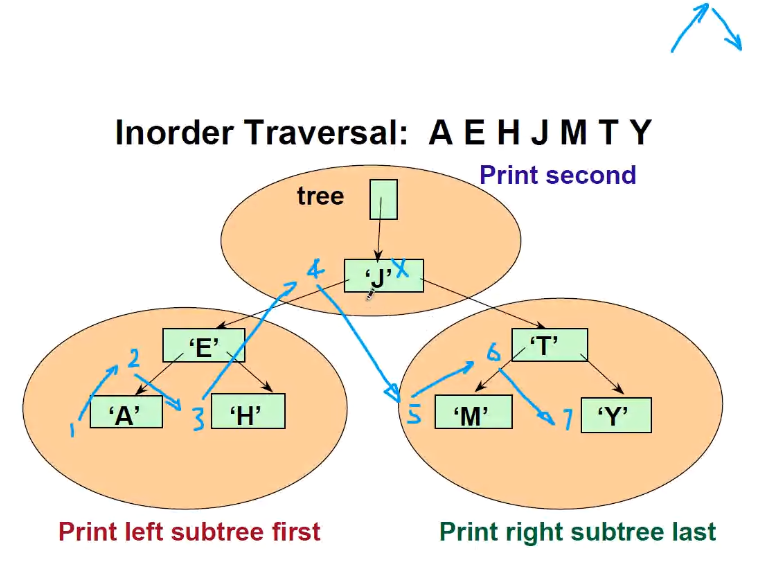 Inorder Traversal: A E H J M T Y
Print second
tree
‘J’ X
4
‘E’
‘T’
2
6
‘A’
‘H’
‘M’
‘Y’
1
3
5
7
Print left subtree first
Print right subtree last